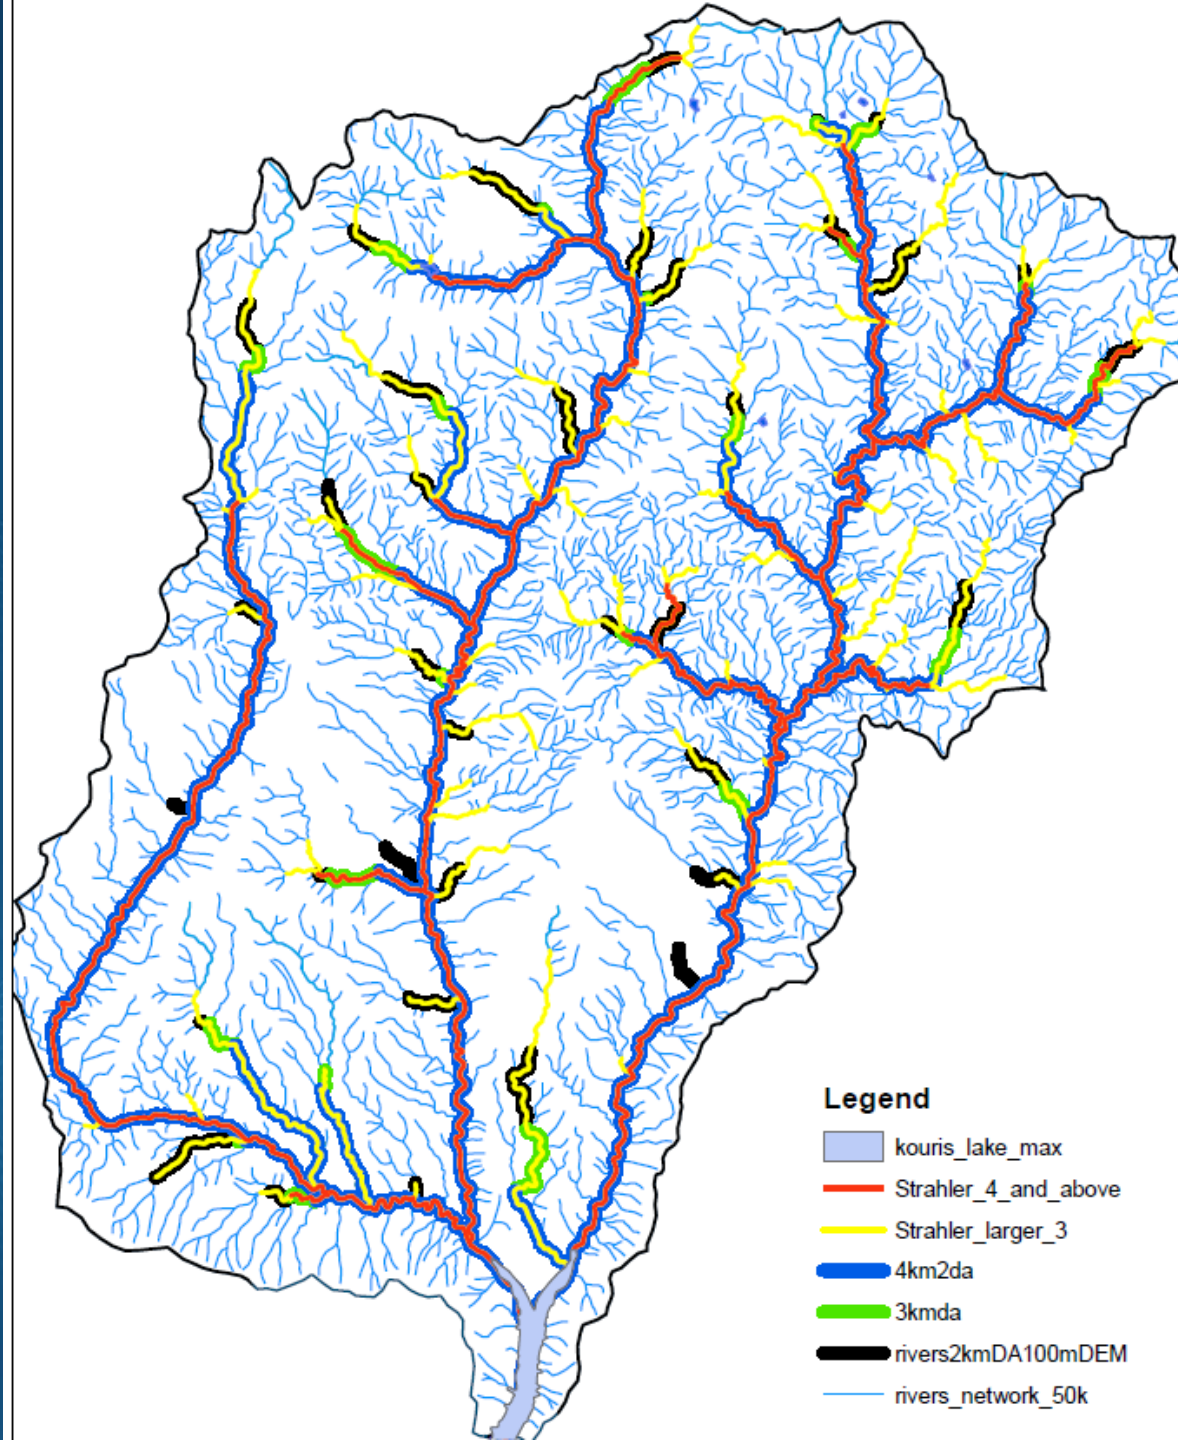 Legend
kouris_lake_max
Strahler_4_and_above
Strahler_larger_3
4km2da
3kmda
rivers2kmDA100mDEM
rivers_network_50k